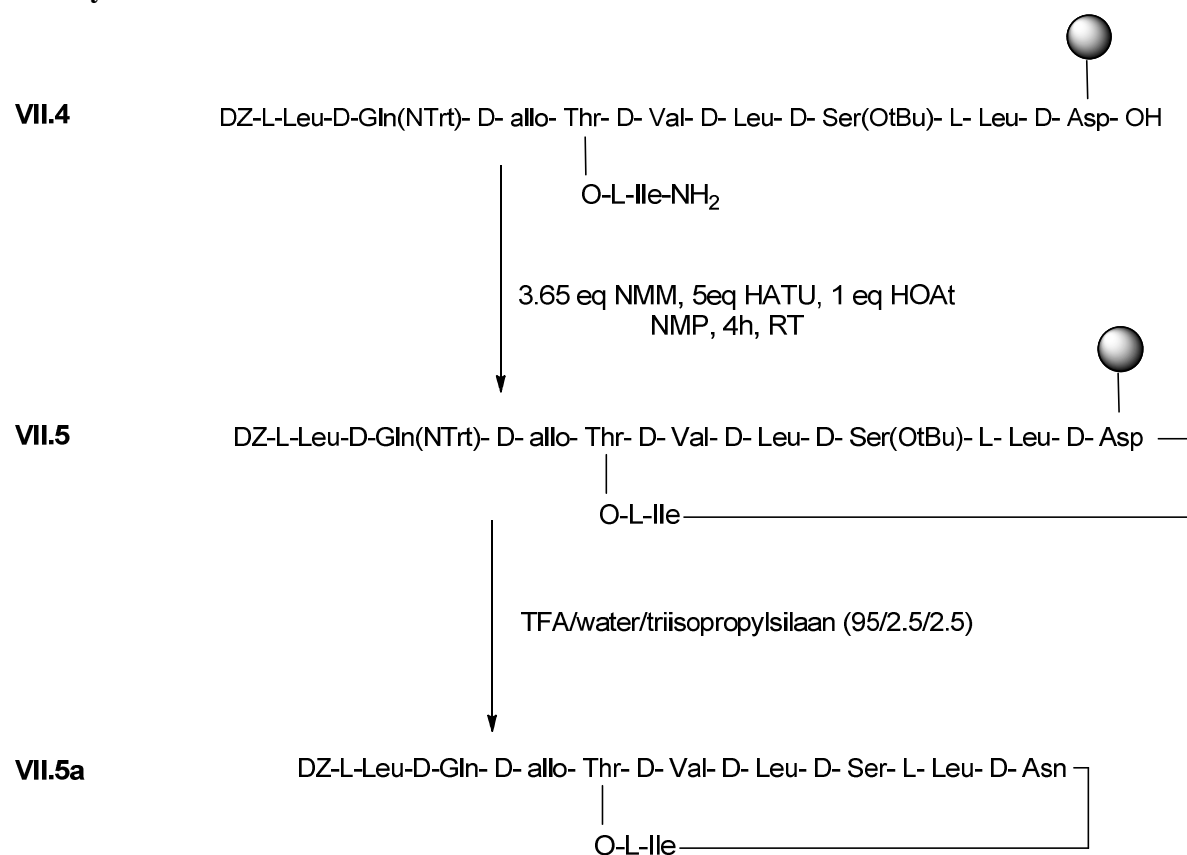 VII.4
DZ-L-Leu-D-Gln(NTrt)- D- allo- Thr- D- Val- D- Leu- D- Ser(OtBu)- L- Leu- D- Asp- OH
O-L-Ile-NH2
3.65 eq NMM, 5eq HATU, 1 eq HOAt
NMP, 4h, RT
VII.5
DZ-L-Leu-D-Gln(NTrt)- D- allo- Thr- D- Val- D- Leu- D- Ser(OtBu)- L- Leu- D- Asp
O-L-Ile
TFA/water/triisopropylsilaan (95/2.5/2.5)
VII.5a
DZ-L-Leu-D-Gln- D- allo- Thr- D- Val- D- Leu- D- Ser- L- Leu- D- Asn
O-L-Ile